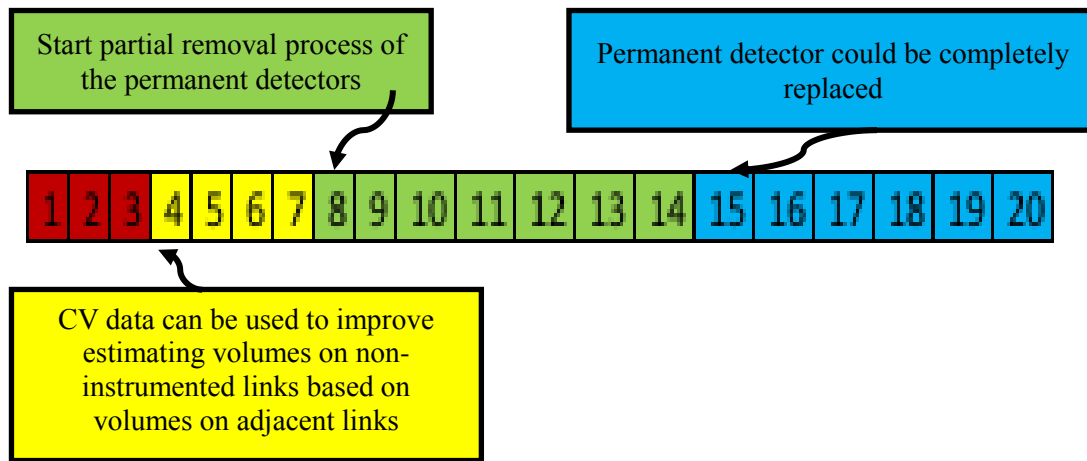 Start partial removal process of
the permanent detectors
Permanent detector could be completely
replaced
1 2 3 4 5 6 7 8 9 10 11 12 13 14 15 16 17 18 19 20
CV data can be used to improve
estimating volumes on non-
instrumented links based on
volumes on adjacent links